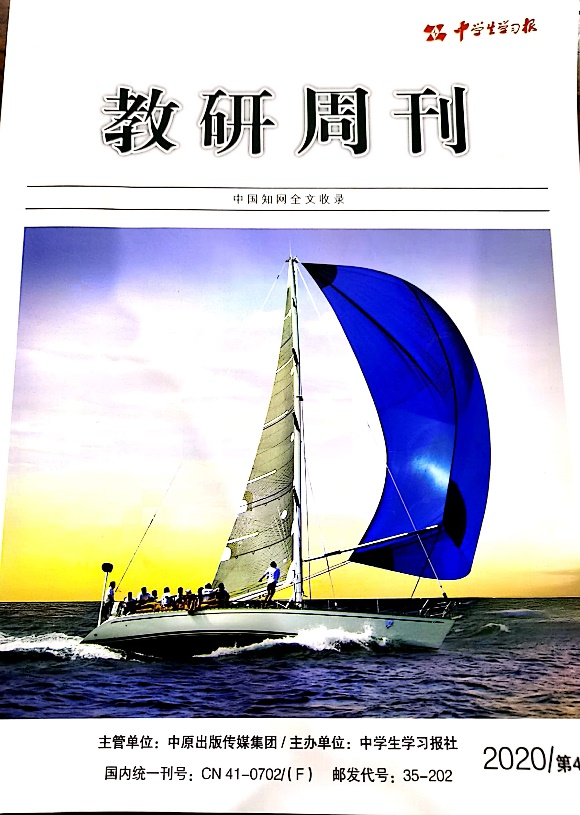 中学生学习报
教研周刊
中国知网全文收录
主管单位：中原出版传媒集团/主办单位：中学生学习报社
国内统一刊号：CN 41-0702/(F) 邮发代号：35-202
2020/第4